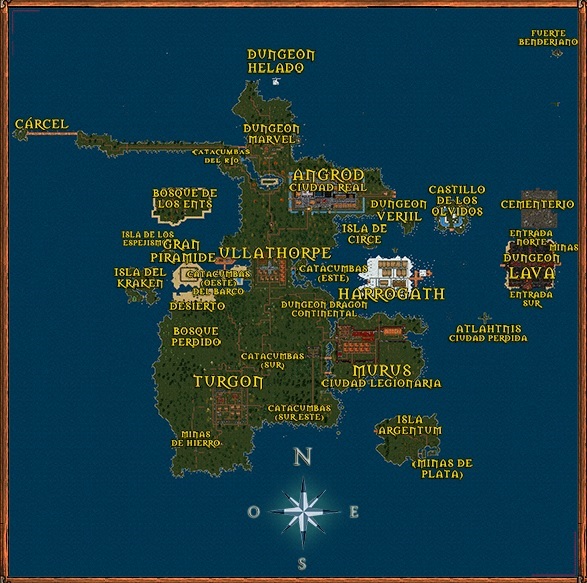 FUERTE
BENDERIANO
DUNGEON
HELADO
CÁRCEL
DUNGEON
MARVEL
CATACUMBAS
DEL RÍO
ANGROD
CIUDAD REAL
BOSQUE DE
LOS ENTS
DUNGEON
VERIIL
CASTILLO
DE LOS
OLVIDOS
CEMENTERIO
ISLA DE
CIRCE
ISLA DE LOS
ESPEJISMOS
GRAN
PIRAMIDE
ULLATHORPE
ENTRADA
NORTE
MINAS
DUNGEON
LAVA
ENTRADA
SUR
ISLA DEL
KRAKEN
CATACUMBAS
(OESTE)
DEL BARCO
CATACUMBAS
(ESTE)
HARROGATH
DESIERTO
DUNGEON DRAGON
CONTINENTAL
BOSQUE
PERDIDO
ATLAHTNIS
CIUDAD PERDIDA
CATACUMBAS
(SUR)
MURUS
CIUDAD LEGIONARIA
TURGON
CATACUMBAS
(SUR ESTE)
ISLA
ARGENTUM
MINAS
DE HIERRO
(MINAS DE
PLATA)
N
O E
S